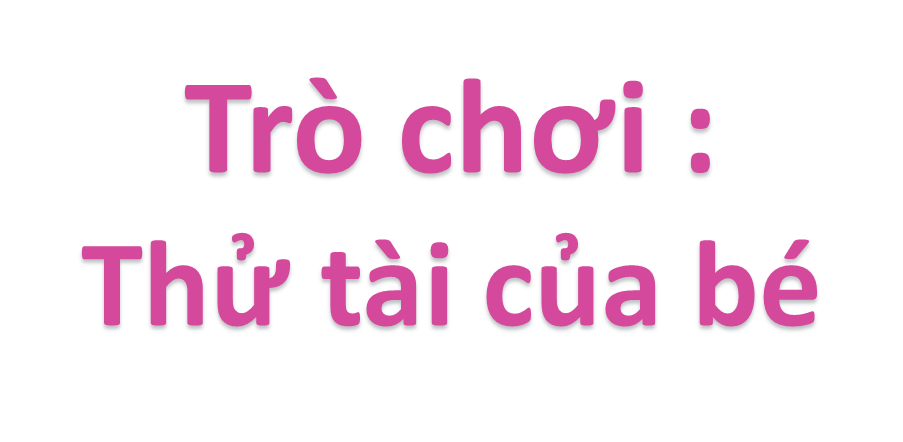 Trò chơi :
Thử tài của bé